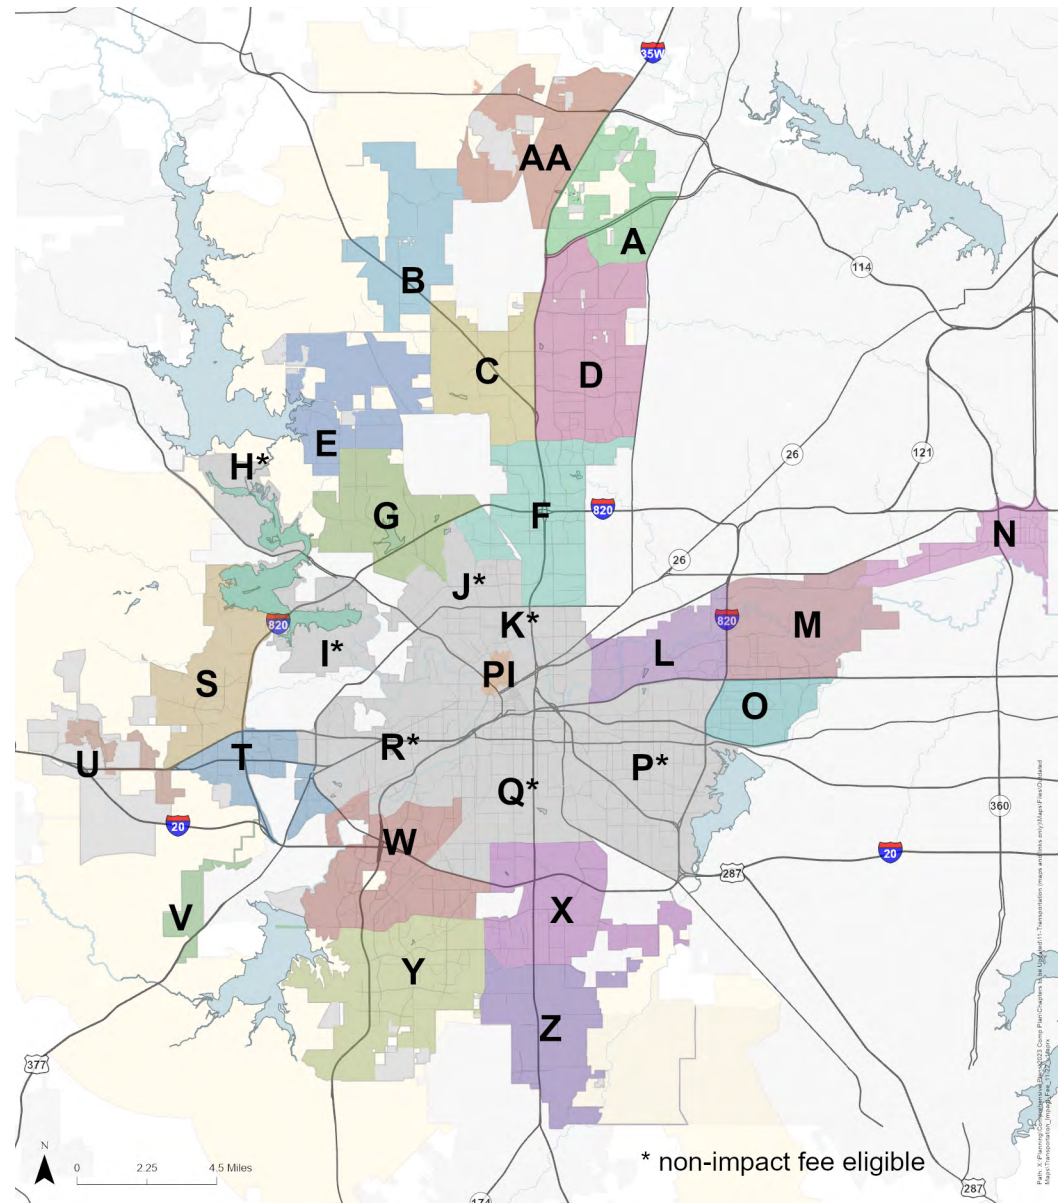 35W
AA
A
B
114
C
D
E
26
121
H*
G
F
820
N
26
J*
K*
820
820
M
I*
L
PI
S
O
R*
T
P*
U
Q*
360
20
W
20
287
V
X
Y
Z
377
N
0 2.25 4.5 Miles
* non-impact fee eligible
174
287